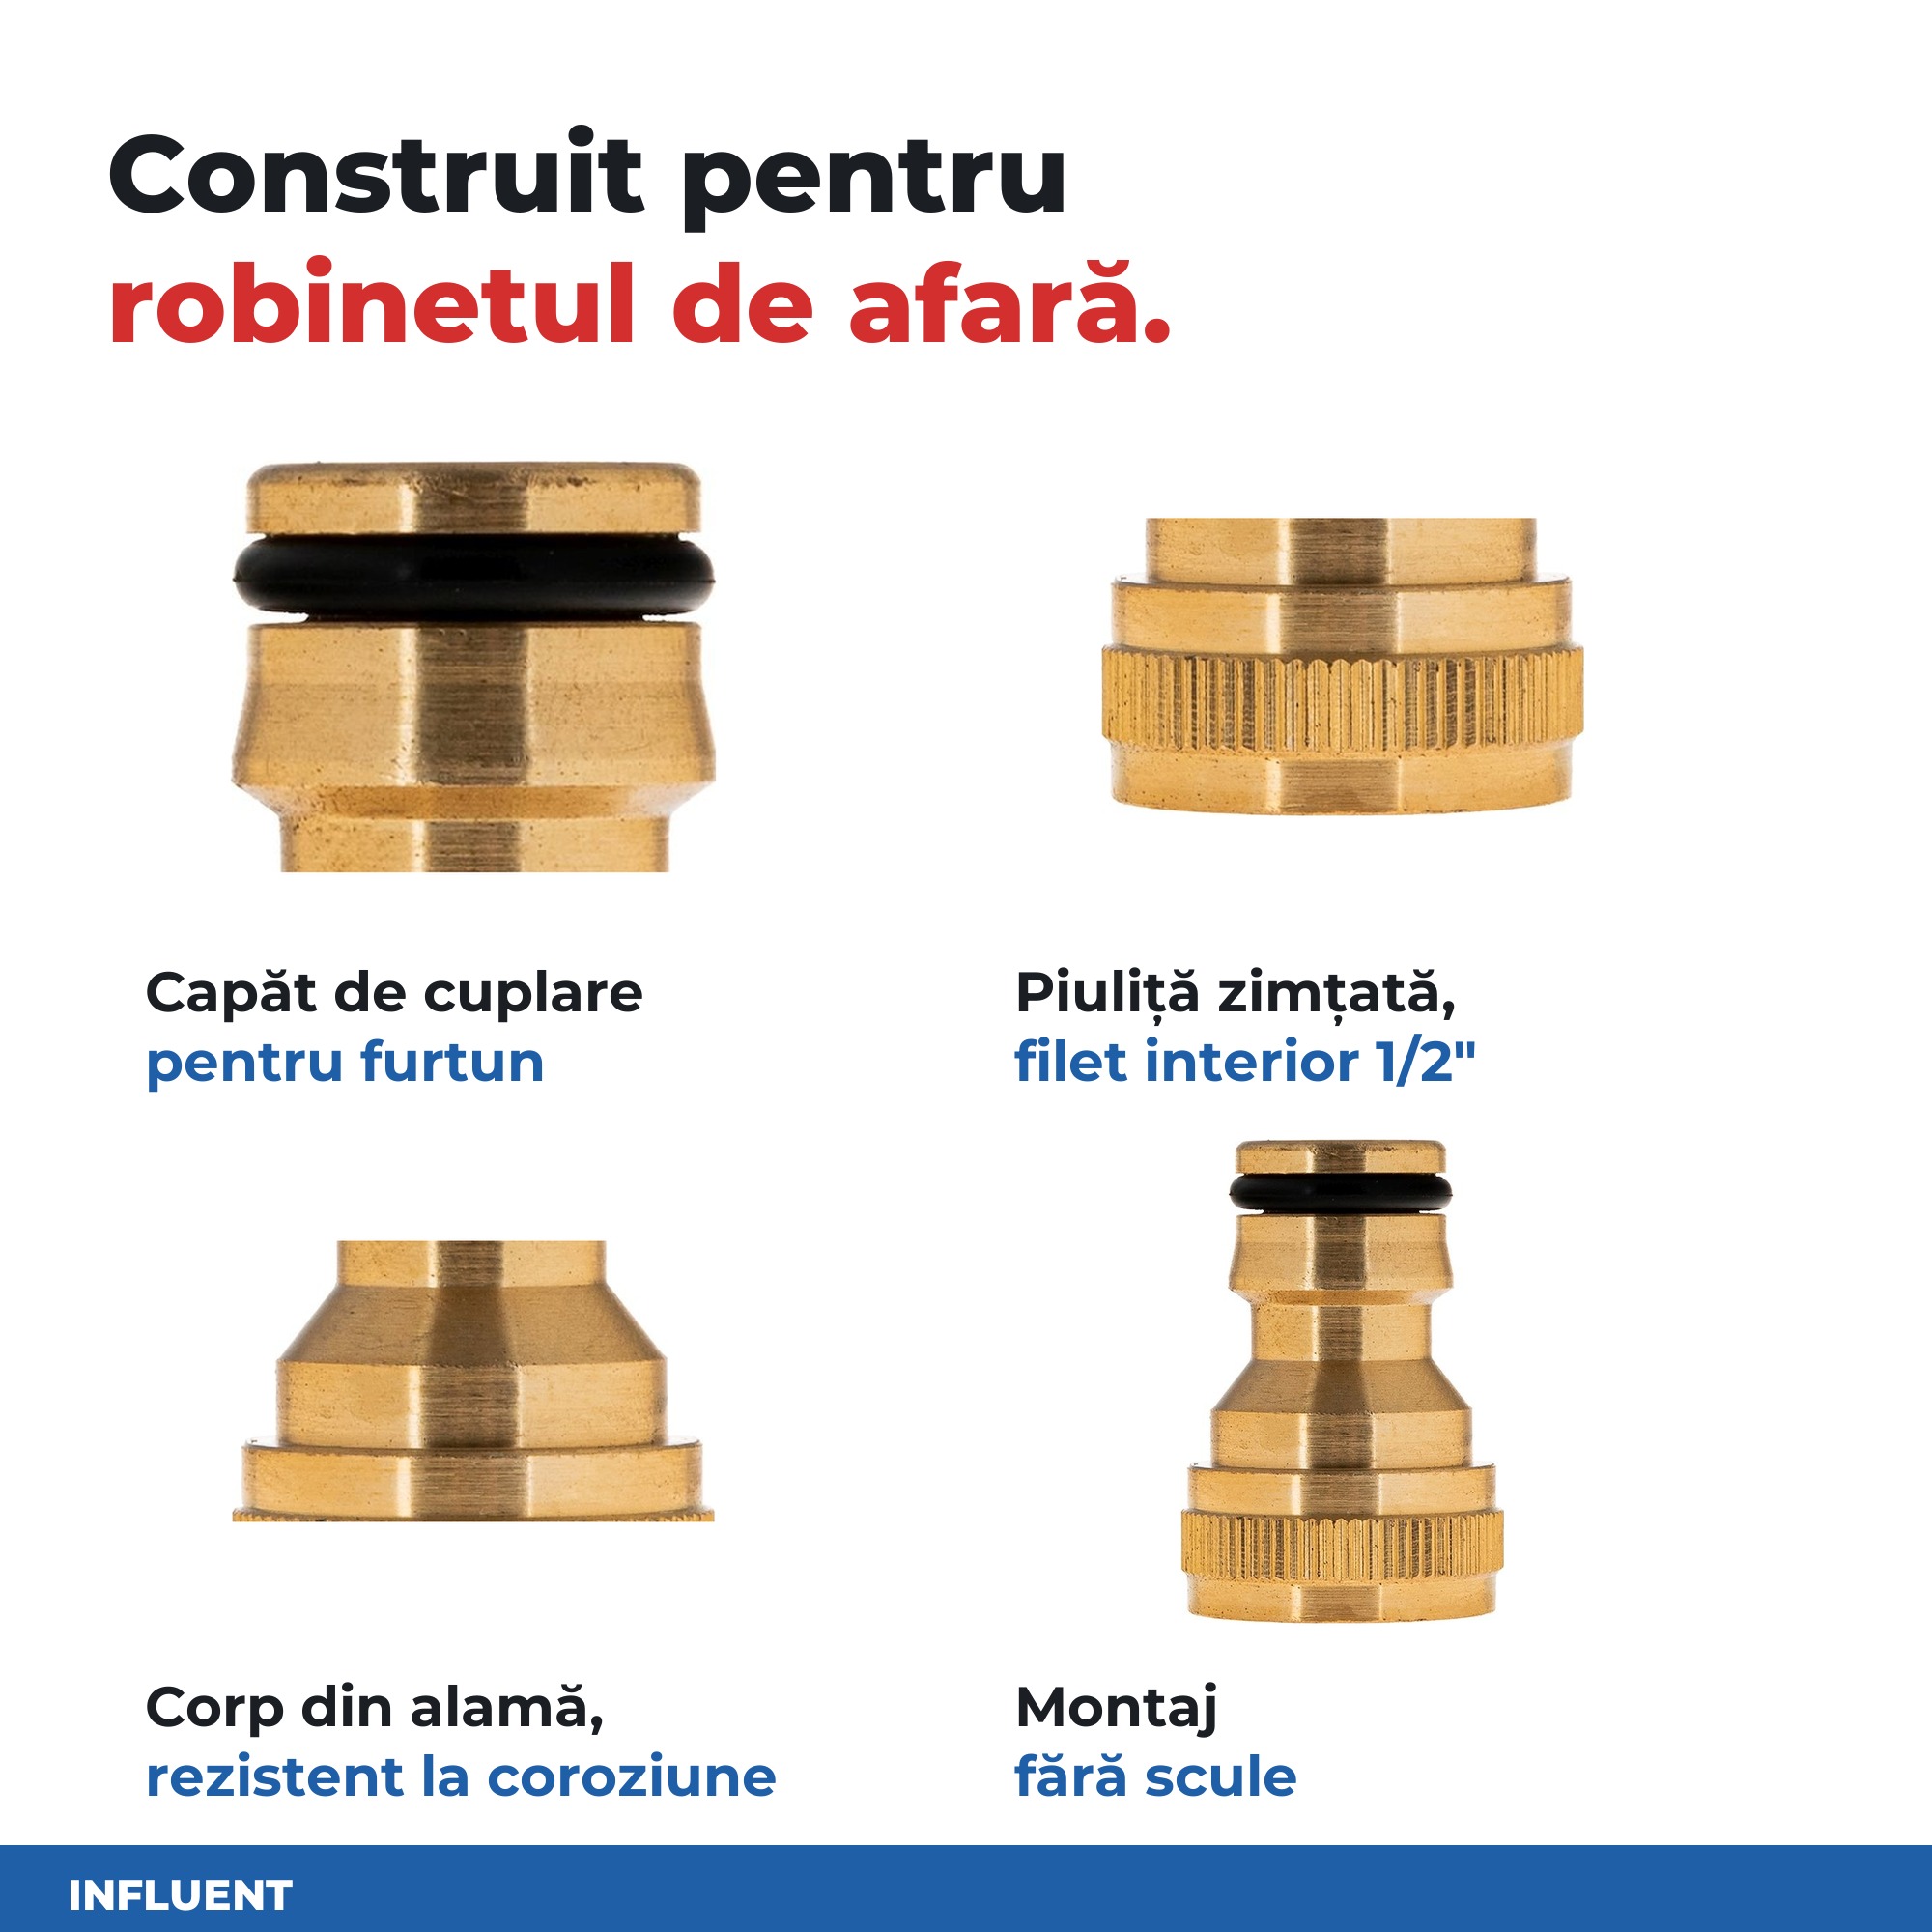 Construit pentru
robinetul de afară.
Capăt de cuplare
pentru furtun
Piuliță zimțată,
filet interior 1/2"
Corp din alamă,
rezistent la coroziune
Montaj
fără scule
INFLUENT